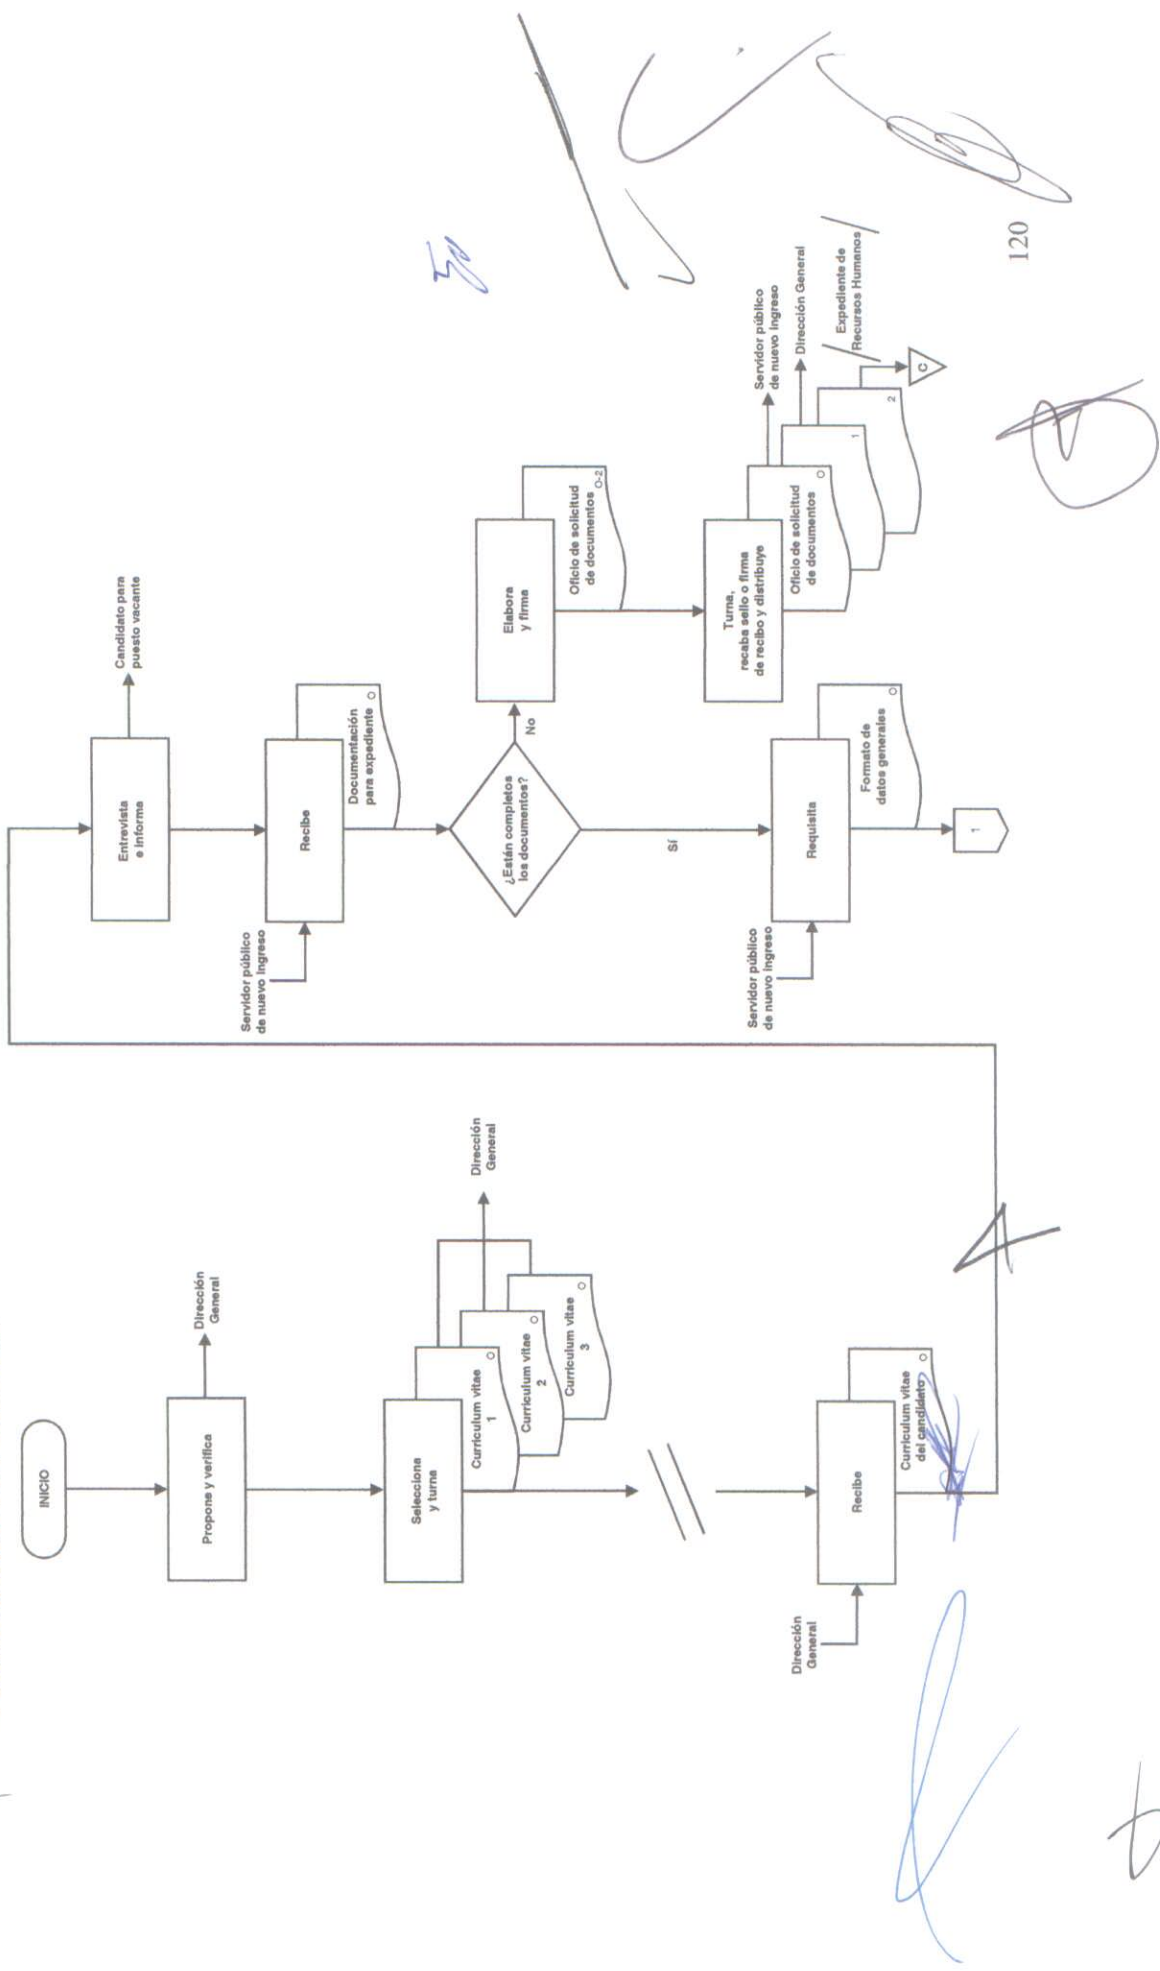 INICIO
Propone y verifica
Dirección
General
Selecciona
y turna
Curriculum vitae
1
Curriculum vitae
2
Curriculum vitae
3
Dirección
General
Dirección
General
Recibe
Curriculum vitae
del candidato
Entrevista
e informa
Candidato para
puesto vacante
Servidor público
de nuevo ingreso
Recibe
Documentación
para expediente
O
¿Están completos
los documentos?
No
Elabora
y firma
Oficio de solicitud
de documentos
O-2
Turna,
recaba sello o firma
de recibo y distribuye
Oficio de solicitud
de documentos
O
1
2
Servidor público
de nuevo ingreso
Dirección General
Expediente de
Recursos Humanos
C
Sí
Servidor público
de nuevo ingreso
Requisita
Formato de
datos generales
O
1
120